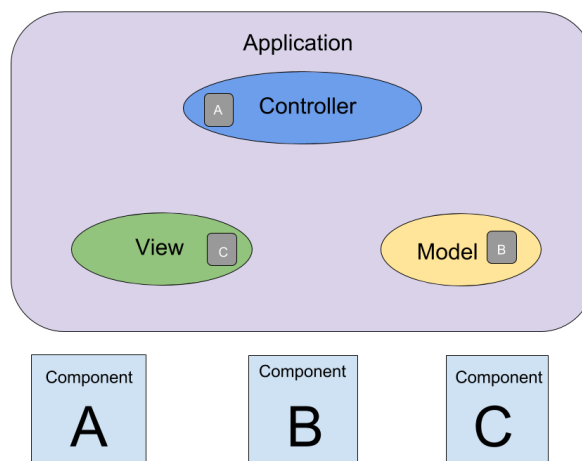 Application
A
Controller
View
C
Model
B
Component
A
Component
B
Component
C